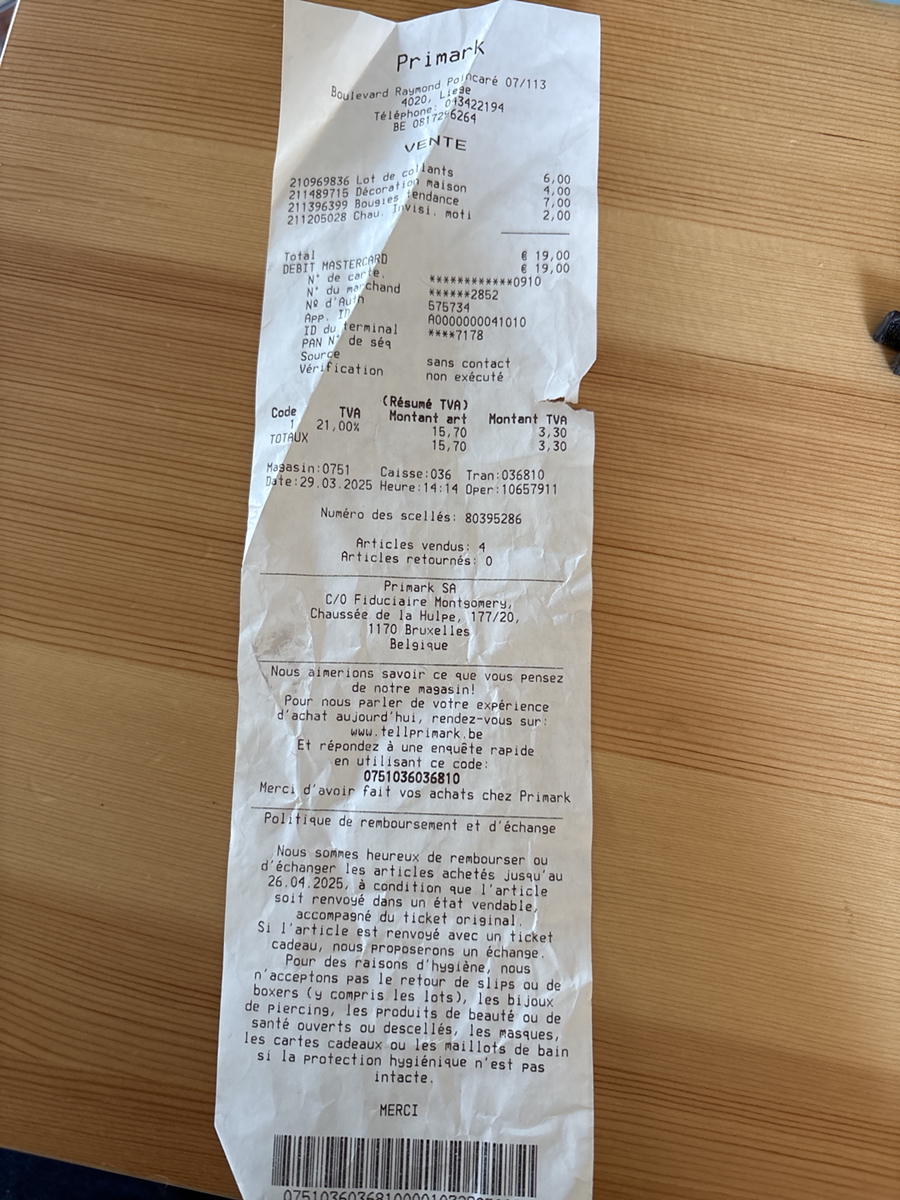 Primark
Boulevard Raymond Poincaré 07/113
4020, Liege
Téléphone: 043422194
BE 0817296264
VENTE
210969836 Lot de collants 6,00
211489715 Décoration maison 4,00
211396399 Bougies tendance 7,00
211205028 Chau. Invisi. moti 2,00
Total € 19,00
DEBIT MASTERCARD € 19,00
N° de carte. ************0910
N° du marchand ******2852
Nº d'Auth 575734
App. ID A0000000041010
ID du terminal ****7178
PAN N° de séq
Source sans contact
Vérification non exécuté
(Résumé TVA)
Code TVA Montant art Montant TVA
1 21,00% 15,70 3,30
TOTAUX 15,70 3,30
Magasin:0751 Caisse:036 Tran:036810
Date:29.03.2025 Heure:14:14 Oper:10657911
Numéro des scellés: 80395286
Articles vendus: 4
Articles retournés: 0
Primark SA
C/O Fiduciaire Montgomery,
Chaussée de la Hulpe, 177/20,
1170 Bruxelles
Belgique
Nous aimerions savoir ce que vous pensez
de notre magasin!
Pour nous parler de votre expérience
d'achat aujourd'hui, rendez-vous sur:
www.tellprimark.be
Et répondez à une enquête rapide
en utilisant ce code:
0751036036810
Merci d'avoir fait vos achats chez Primark
Politique de remboursement et d'échange
Nous sommes heureux de rembourser ou
d'échanger les articles achetés jusqu'au
26.04.2025, à condition que l'article
soit renvoyé dans un état vendable,
accompagné du ticket original.
Si l'article est renvoyé avec un ticket
cadeau, nous proposerons un échange.
Pour des raisons d'hygiène, nous
n'acceptons pas le retour de slips ou de
boxers (y compris les lots), les bijoux
de piercing, les produits de beauté ou de
santé ouverts ou descellés, les masques,
les cartes cadeaux ou les maillots de bain
si la protection hygiénique n'est pas
intacte.
MERCI